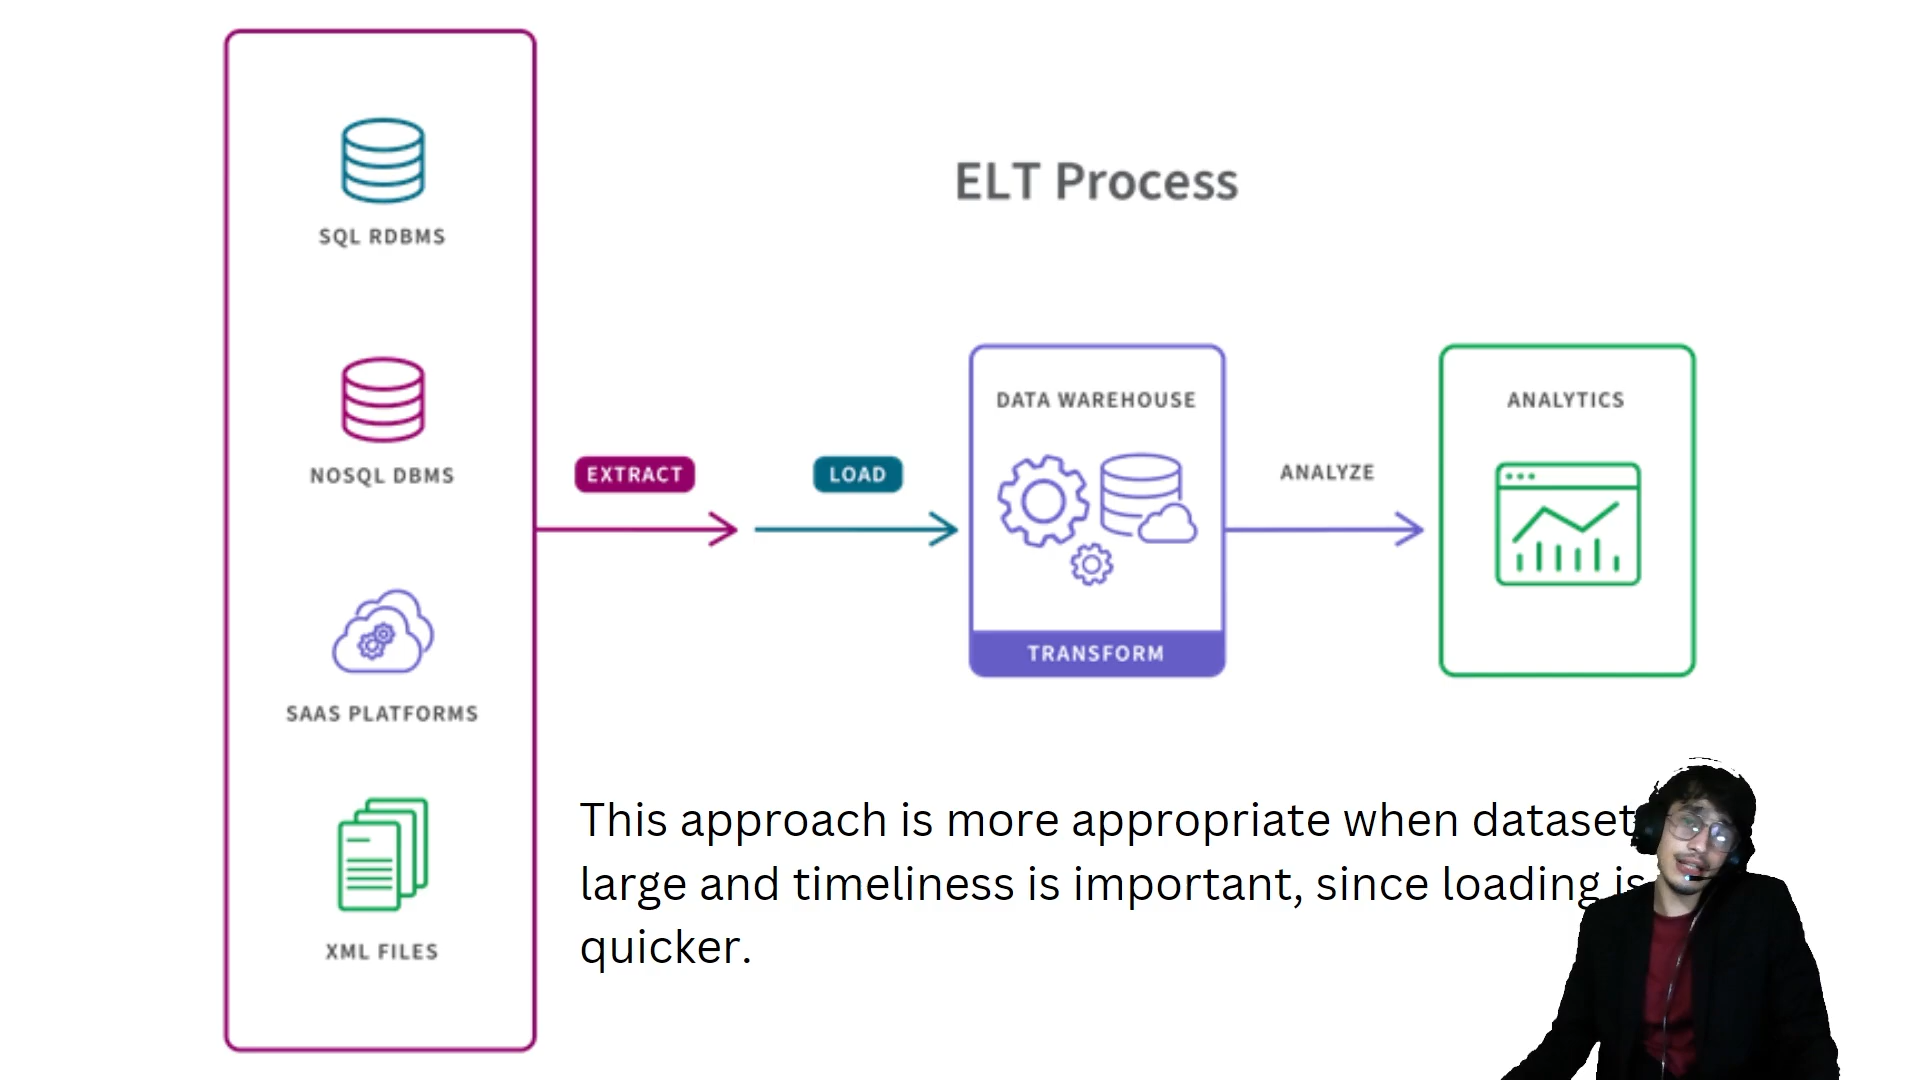 ELT Process
SQL RDBMS
NOSQL DBMS
SAAS PLATFORMS
XML FILES
EXTRACT
LOAD
DATA WAREHOUSE
TRANSFORM
ANALYZE
ANALYTICS
This approach is more appropriate when dataset
large and timeliness is important, since loading is
quicker.